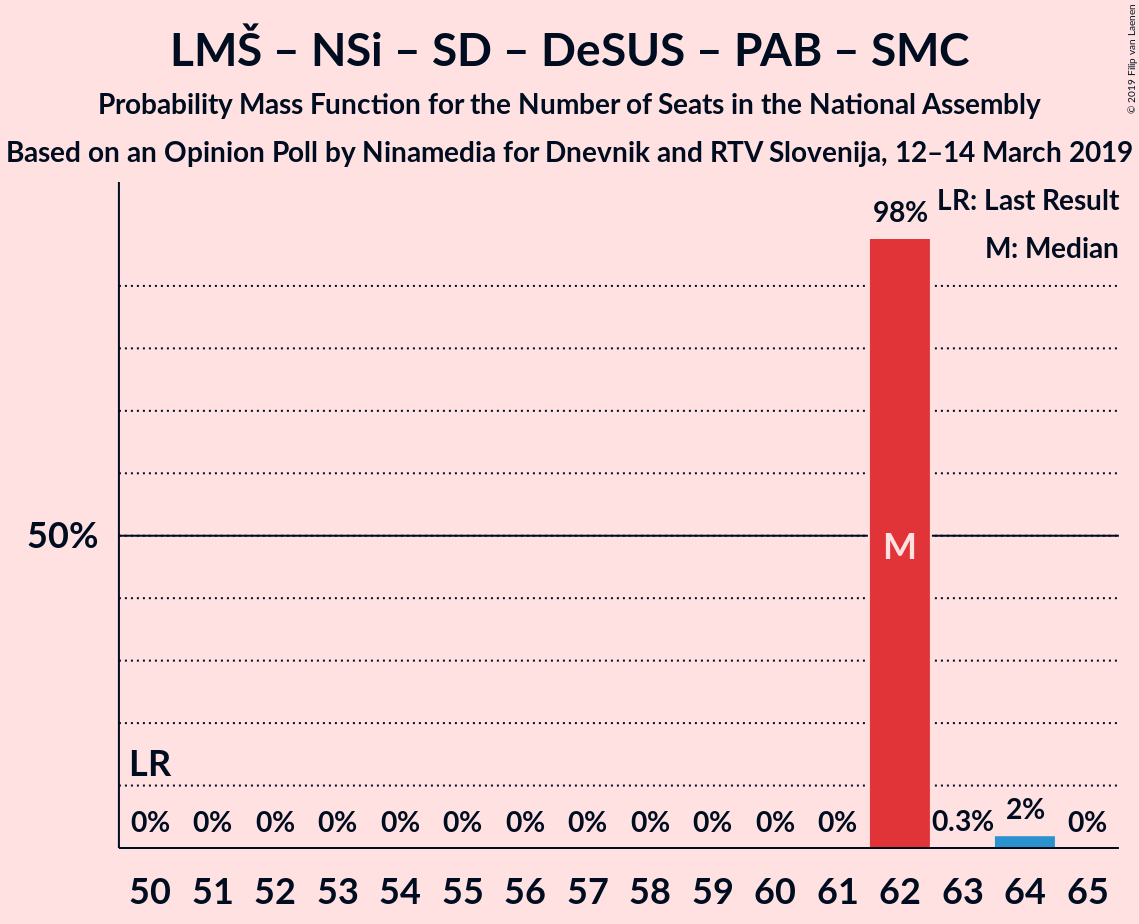 LMŠ – NSi – SD – DeSUS – PAB – SMC
Probability Mass Function for the Number of Seats in the National Assembly
Based on an Opinion Poll by Ninamedia for Dnevnik and RTV Slovenija, 12–14 March 2019
© 2019 Filip van Laenen
LR: Last Result
M: Median
98%
50%
M
LR
0% 0% 0% 0% 0% 0% 0% 0% 0% 0% 0% 0% 0.3% 2% 0%
50 51 52 53 54 55 56 57 58 59 60 61 62 63 64 65